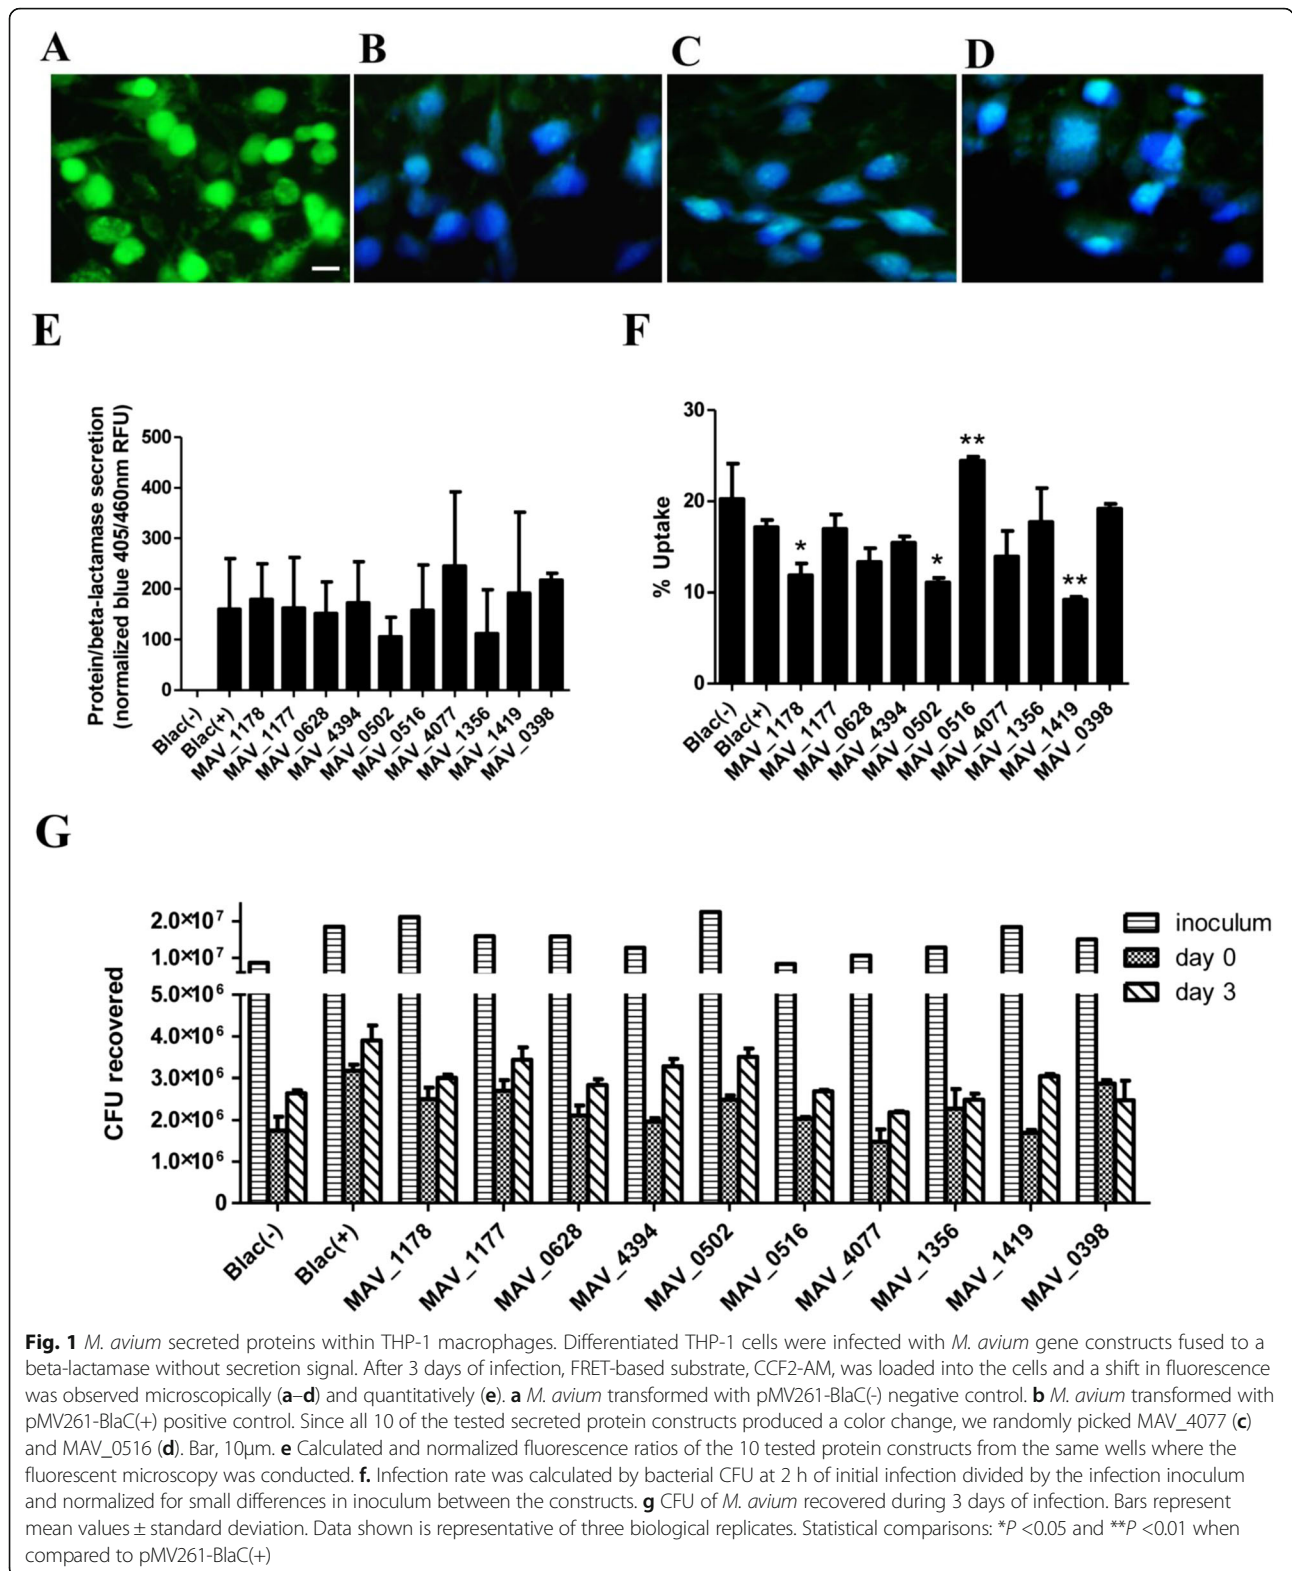 A
B
C
D
E
F
Protein/beta-lactamase secretion
(normalized blue 405/460nm RFU)
500
400
300
200
100
0
Blac(-)
Blac(+)
MAV_1178
MAV_1177
MAV_0628
MAV_4394
MAV_0502
MAV_0516
MAV_4077
MAV_1356
MAV_1419
MAV_0398
% Uptake
30
20
10
0
*
*
**
**
Blac(-)
Blac(+)
MAV_1178
MAV_1177
MAV_0628
MAV_4394
MAV_0502
MAV_0516
MAV_4077
MAV_1356
MAV_1419
MAV_0398
G
CFU recovered
2.0×10⁷
1.0×10⁷
5.0×10⁶
4.0×10⁶
3.0×10⁶
2.0×10⁶
1.0×10⁶
0
inoculum
day 0
day 3
Blac(-)
Blac(+)
MAV_1178
MAV_1177
MAV_0628
MAV_4394
MAV_0502
MAV_0516
MAV_4077
MAV_1356
MAV_1419
MAV_0398
Fig. 1 M. avium secreted proteins within THP-1 macrophages. Differentiated THP-1 cells were infected with M. avium gene constructs fused to a
beta-lactamase without secretion signal. After 3 days of infection, FRET-based substrate, CCF2-AM, was loaded into the cells and a shift in fluorescence
was observed microscopically (a–d) and quantitatively (e). a M. avium transformed with pMV261-BlaC(-) negative control. b M. avium transformed with
pMV261-BlaC(+) positive control. Since all 10 of the tested secreted protein constructs produced a color change, we randomly picked MAV_4077 (c)
and MAV_0516 (d). Bar, 10μm. e Calculated and normalized fluorescence ratios of the 10 tested protein constructs from the same wells where the
fluorescent microscopy was conducted. f. Infection rate was calculated by bacterial CFU at 2 h of initial infection divided by the infection inoculum
and normalized for small differences in inoculum between the constructs. g CFU of M. avium recovered during 3 days of infection. Bars represent
mean values ± standard deviation. Data shown is representative of three biological replicates. Statistical comparisons: *P <0.05 and **P <0.01 when
compared to pMV261-BlaC(+)